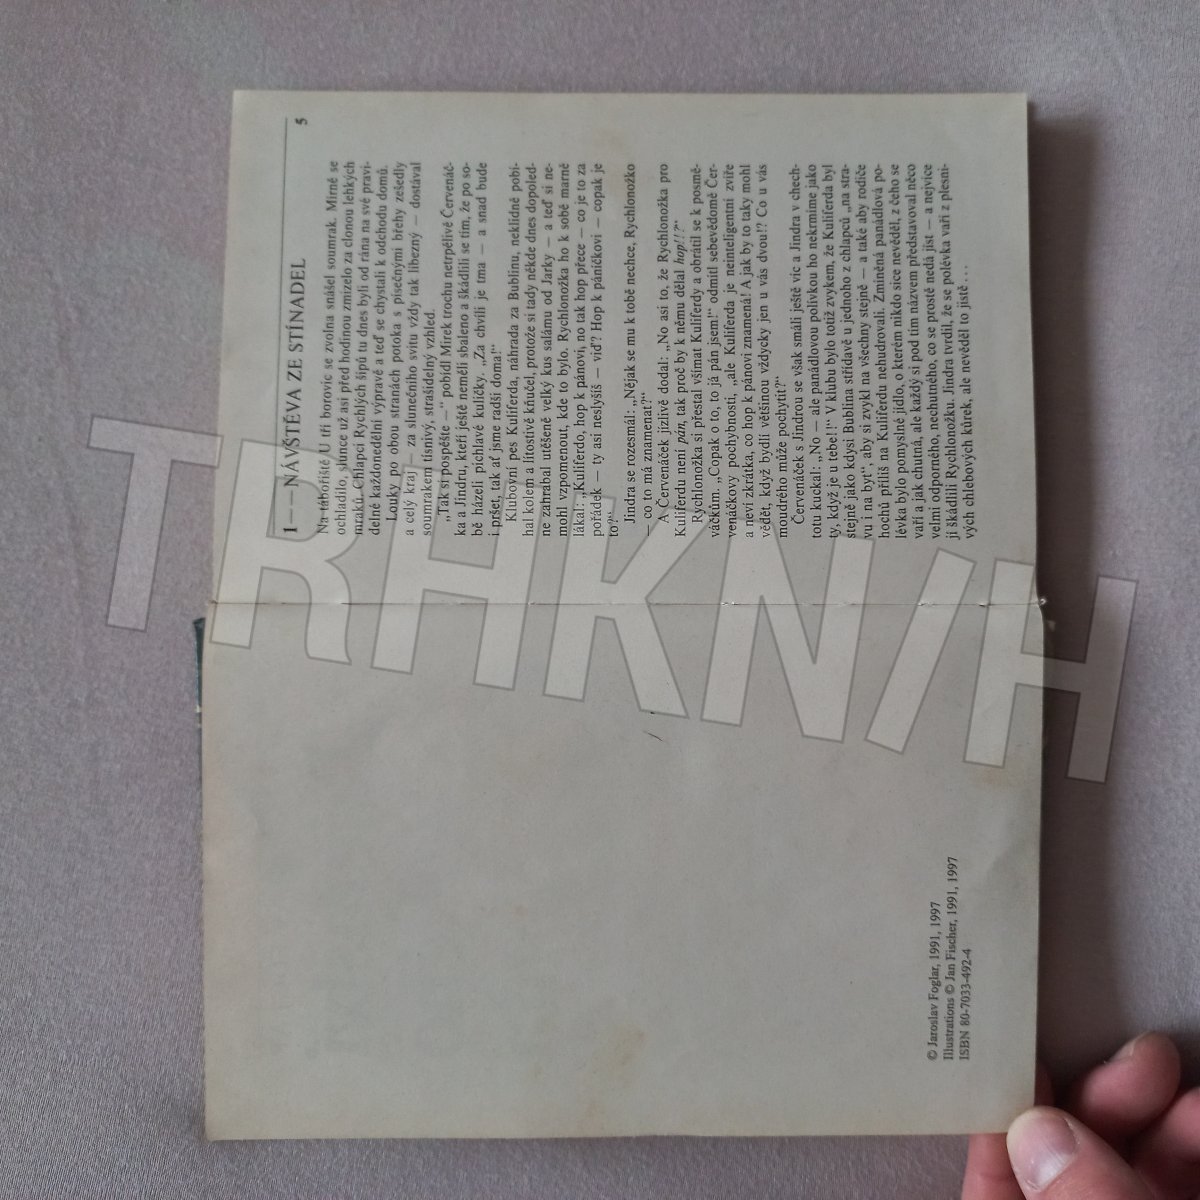 © Jaroslav Foglar, 1991, 1997
Illustrations © Jan Fischer, 1991, 1997
ISBN 80-7033-492-4
1 — NÁVŠTĚVA ZE STÍNADEL
5
Na tábořiště U tří borovic se zvolna snášel soumrak. Mírně se
ochladilo, slunce už asi před hodinou zmizelo za clonou lehkých
mraků. Chlapci Rychlých šípů tu dnes byli od rána na své pravi-
delné každonedělní výpravě a teď se chystali k odchodu domů.
Louky po obou stranách potoka s písečnými břehy zešedly
a celý kraj — za slunečního svitu vždy tak libezný — dostával
soumrakem tísnivý, strašidelný vzhled.
„Tak si pospěšte —“ pobídl Mirek trochu netrpělivě Červenáč-
ka a Jindru, kteří ještě neměli sbaleno a škádlili se tím, že po so-
bě házeli píchlavé kuličky. „Za chvíli je tma — a snad bude
i pršet, tak ať jsme radši doma!“
Klubovní pes Kuliferda, náhrada za Bublinu, neklidně pobí-
hal kolem a lítostivě kňučel, protože si tady někde dnes dopoled-
ne zahrabal utěšeně velký kus salámu od Jarky — a teď si ne-
mohl vzpomenout, kde to bylo. Rychlonožka ho k sobě marně
lákal: „Kuliferdo, hop k pánovi, no tak hop přece — co je to za
pořádek — ty asi neslyšíš — viď? Hop k páníčkovi — copak je
to?“
Jindra se rozesmál: „Nějak se mu k tobě nechce, Rychlonožko
— co to má znamenat?“
A Červenáček jízlivě dodal: „No asi to, že Rychlonožka pro
Kuliferdu není pán, tak proč by k němu dělal hop!!?“
Rychlonožka si přestal všímat Kuliferdy a obrátil se k posmě-
váčkům. „Copak o to, to já pán jsem!“ odmítl sebevědomě Čer-
venáčkovy pochybnosti, „ale Kuliferda je neinteligentní zvíře
a neví zkrátka, co hop k pánovi znamená! A jak by to taky mohl
vědět, když bydlí většinou vždycky jen u vás dvou!? Co u vás
moudrého může pochytit?“
Červenáček s Jindrou se však smáli ještě víc a Jindra v chech-
totu kuckal: „No — ale panádlovou polívkou ho nekrmíme jako
ty, když je u tebe!!“ V klubu bylo totiž zvykem, že Kuliferda byl
stejně jako kdysi Bublina střídavě u jednoho z chlapců „na stra-
vu i na byt“, aby si zvykl na všechny stejně — a také aby rodiče
hochů příliš na Kuliferdu nehudrovali. Zmíněná panádlová po-
lévka bylo pomyslné jídlo, o kterém nikdo sice nevěděl, z čeho se
vaří a jak chutná, ale každý si pod tím názvem představoval něco
velmi odporného, nechutného, co se prostě nedá jíst — a nejvíce
jí škádlili Rychlonožku. Jindra tvrdil, že se polévka vaří z plesni-
vých chlebových kůrek, ale nevěděl to jistě . . .
TRHKN/H